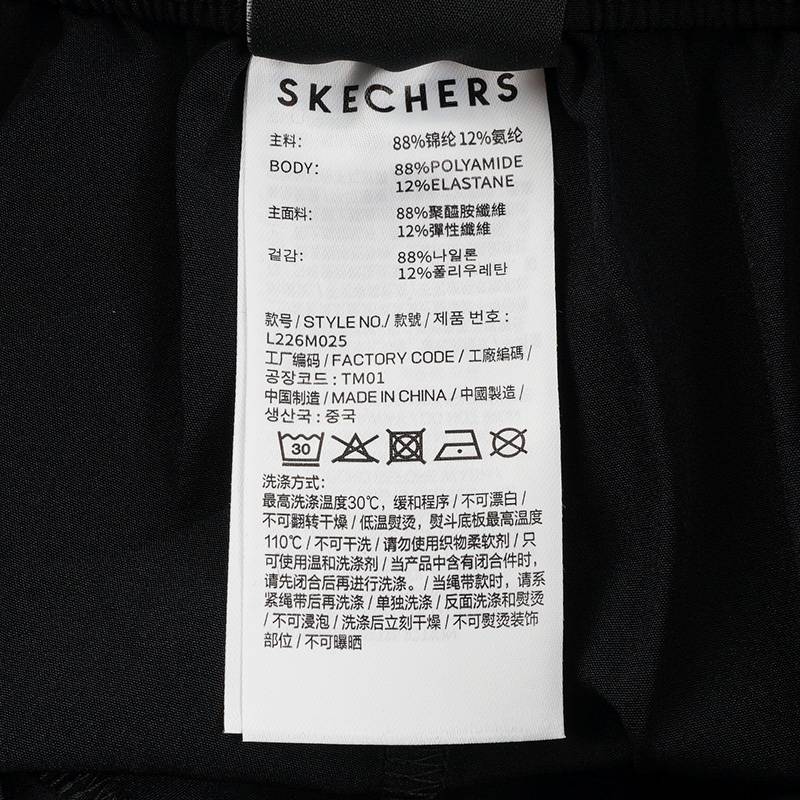 SKECHERS
主料: 88%锦纶 12%氨纶
BODY: 88%POLYAMIDE
12%ELASTANE
主面料: 88%聚醯胺纖維
12%彈性纖維
겉감: 88%나일론
12%폴리우레탄
款号 / STYLE NO./ 款號 / 제품 번호 :
L226M025
工厂编码 / FACTORY CODE / 工廠編碼 /
공장코드 : TM01
中国制造 / MADE IN CHINA / 中國製造 /
생산국 : 중국
30
洗涤方式:
最高洗涤温度30℃，缓和程序 / 不可漂白 /
不可翻转干燥 / 低温熨烫，熨斗底板最高温度
110℃ / 不可干洗 / 请勿使用织物柔软剂 / 只
可使用温和洗涤剂 / 当产品中含有闭合件时，
请先闭合后再进行洗涤。/ 当绳带款时，请系
紧绳带后再洗涤 / 单独洗涤 / 反面洗涤和熨烫
/ 不可浸泡 / 洗涤后立刻干燥 / 不可熨烫装饰
部位 / 不可曝晒